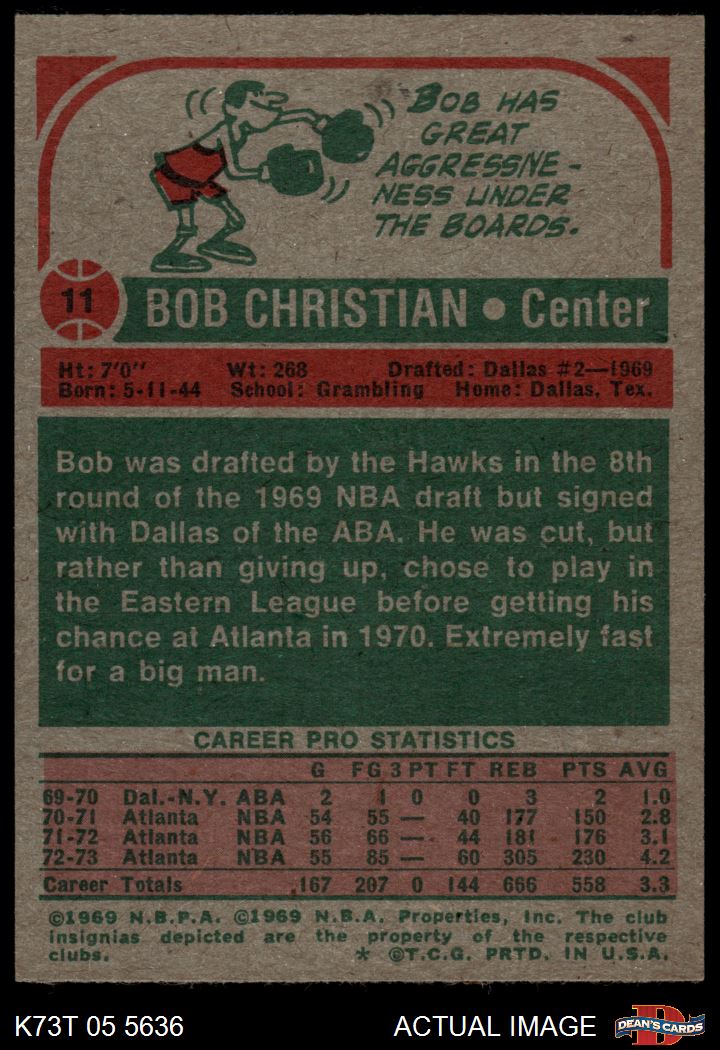 BOB HAS
GREAT
AGGRESSIVE-
NESS UNDER
THE BOARDS.
11
BOB CHRISTIAN • Center
Ht: 7'0" Wt: 268 Drafted: Dallas #2—1969
Born: 5-11-44 School: Grambling Home: Dallas, Tex.
Bob was drafted by the Hawks in the 8th
round of the 1969 NBA draft but signed
with Dallas of the ABA. He was cut, but
rather than giving up, chose to play in
the Eastern League before getting his
chance at Atlanta in 1970. Extremely fast
for a big man.
CAREER PRO STATISTICS
G FG 3 PT FT REB PTS AVG
69-70 Dal.-N.Y. ABA 2 1 0 0 3 2 1.0
70-71 Atlanta NBA 54 55 — 40 177 150 2.8
71-72 Atlanta NBA 56 66 — 44 181 176 3.1
72-73 Atlanta NBA 55 85 — 60 305 230 4.2
Career Totals 167 207 0 144 666 558 3.3
©1969 N.B.P.A. ©1969 N.B.A. Properties, Inc. The club
insignias depicted are the property of the respective
clubs. * ©T.C.G. PRTD. IN U.S.A.
K73T 05 5636 ACTUAL IMAGE D DEAN'S CARDS